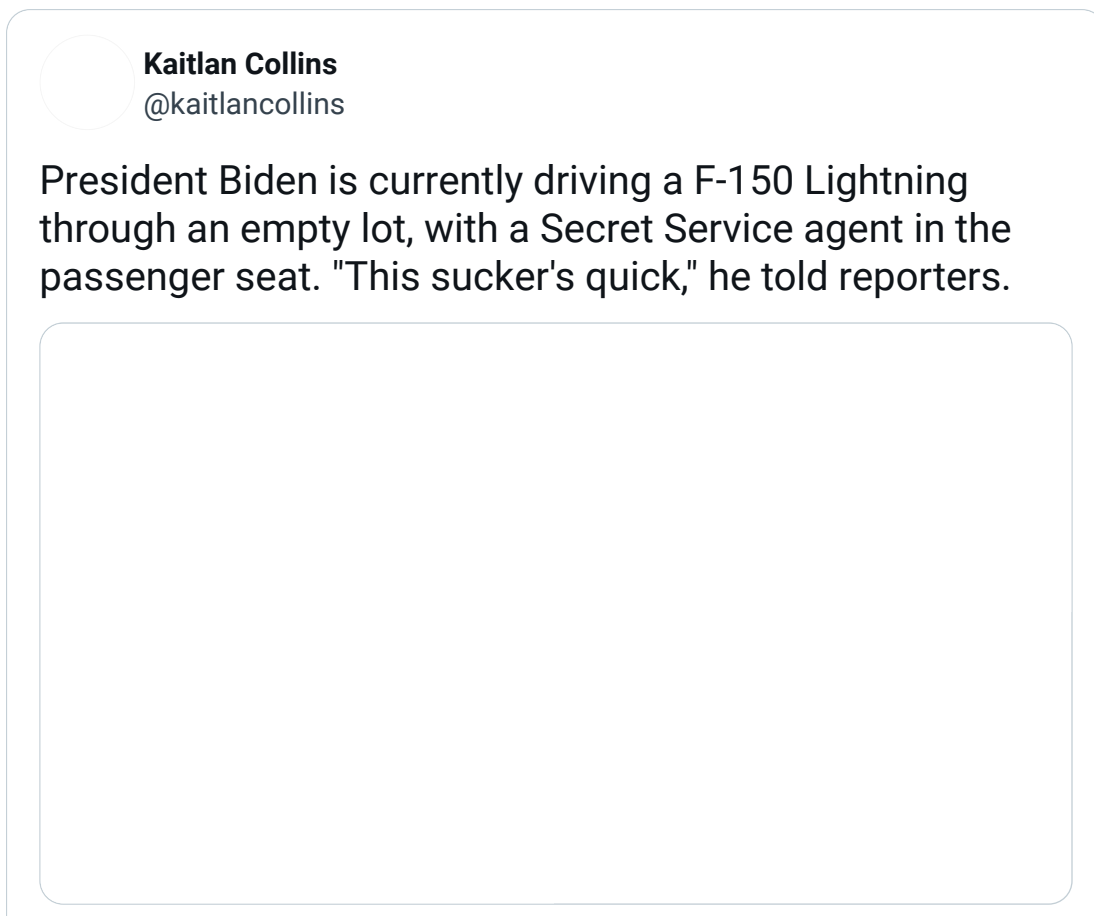 Kaitlan Collins
@kaitlancollins
President Biden is currently driving a F-150 Lightning
through an empty lot, with a Secret Service agent in the
passenger seat. "This sucker's quick," he told reporters.